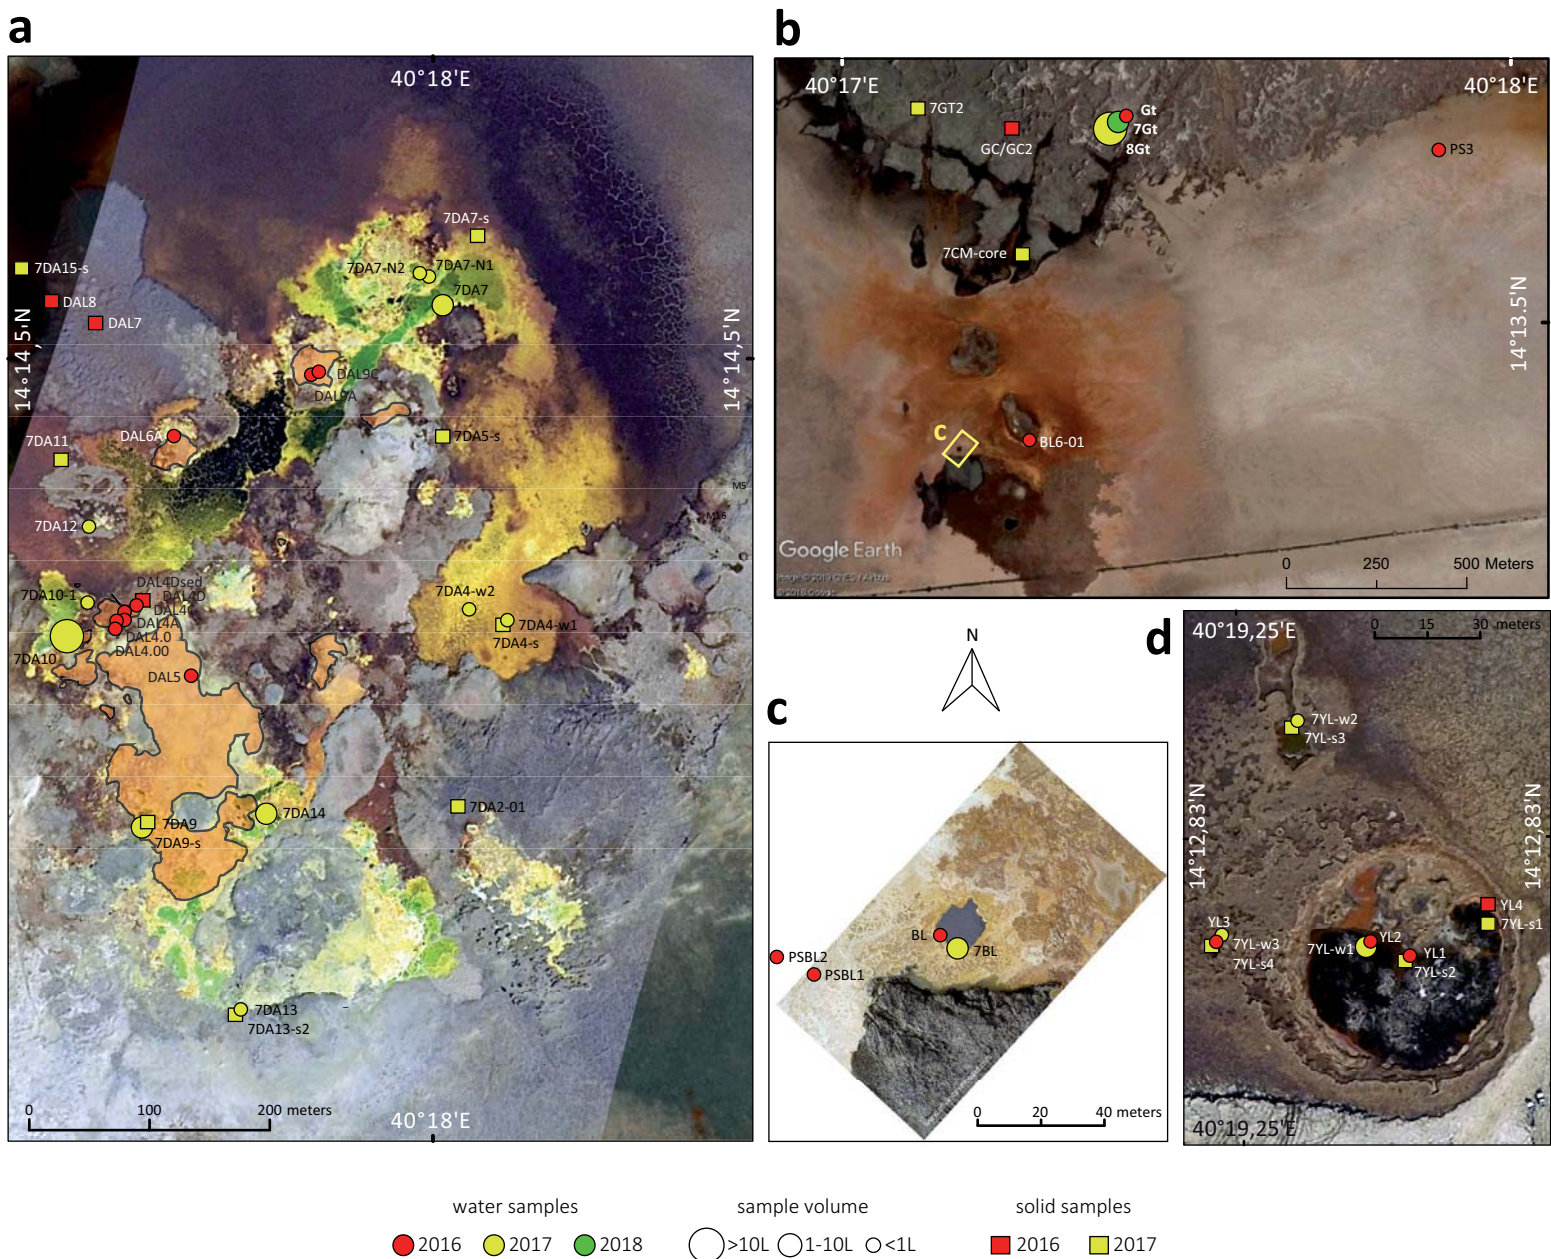 a
40°18'E
14°14,5'N
14°14,5'N
7DA7-s
7DA15-s
7DA7-N2
7DA7-N1
7DA7
DAL8
DAL7
DAL9C
DAL9A
DAL6A
7DA11
7DA5-s
M5
7DA12
DAL4Dsed
DAL4D
7DA10-1
DAL4C
DAL4A
DAL4.0
DAL4.00
7DA10
7DA4-w2
7DA4-w1
7DA4-s
DAL5
7DA14
7DA2-01
7DA9
7DA9-s
7DA13
7DA13-s2
0 100 200 meters
40°18'E
b
40°17'E
40°18'E
7GT2
GC/GC2
Gt
7Gt
8Gt
PS3
7CM-core
14°13.5'N
c
BL6-01
Google Earth
0 250 500 Meters
N
c
BL
7BL
PSBL2
PSBL1
0 20 40 meters
d
40°19,25'E
0 15 30 meters
7YL-w2
7YL-s3
14°12,83'N
14°12,83'N
YL4
7YL-s1
YL3
7YL-w3
7YL-s4
7YL-w1
YL2
YL1
7YL-s2
40°19,25'E
water samples
sample volume
solid samples
2016 2017 2018
>10L 1-10L <1L
2016 2017